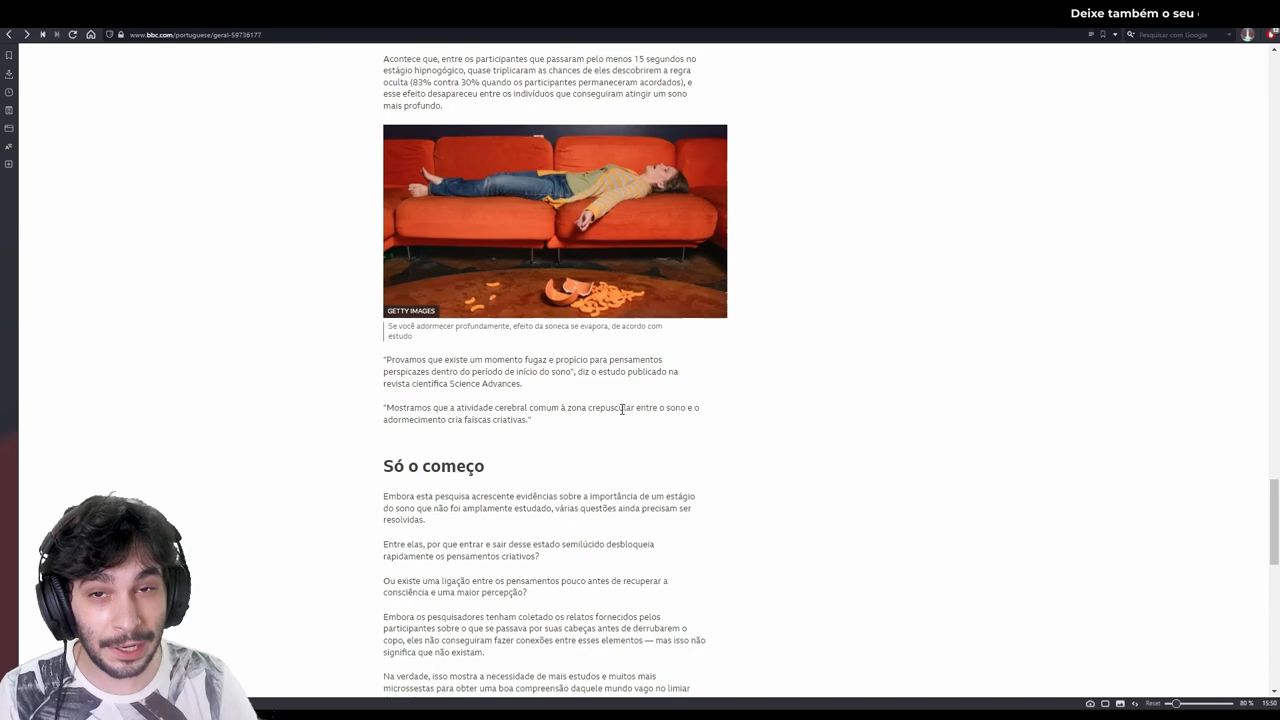 Deixe também o seu
www.bbc.com/portuguese/geral-59736177
Pesquisar com Google
12
Acontece que, entre os participantes que passaram pelo menos 15 segundos no
estágio hipnogógico, quase triplicaram as chances de eles descobrirem a regra
oculta (83% contra 30% quando os participantes permaneceram acordados), e
esse efeito desapareceu entre os indivíduos que conseguiram atingir um sono
mais profundo.
GETTY IMAGES
Se você adormecer profundamente, efeito da soneca se evapora, de acordo com
estudo
"Provamos que existe um momento fugaz e propício para pensamentos
perspicazes dentro do período de início do sono", diz o estudo publicado na
revista científica Science Advances.
"Mostramos que a atividade cerebral comum à zona crepuscular entre o sono e o
adormecimento cria faíscas criativas."
Só o começo
Embora esta pesquisa acrescente evidências sobre a importância de um estágio
do sono que não foi amplamente estudado, várias questões ainda precisam ser
resolvidas.
Entre elas, por que entrar e sair desse estado semilúcido desbloqueia
rapidamente os pensamentos criativos?
Ou existe uma ligação entre os pensamentos pouco antes de recuperar a
consciência e uma maior percepção?
Embora os pesquisadores tenham coletado os relatos fornecidos pelos
participantes sobre o que se passava por suas cabeças antes de derrubarem o
copo, eles não conseguiram fazer conexões entre esses elementos — mas isso não
significa que não existam.
Na verdade, isso mostra a necessidade de mais estudos e muitos mais
microssestas para obter uma boa compreensão daquele mundo vago no limiar
Reset
80 %
15:50